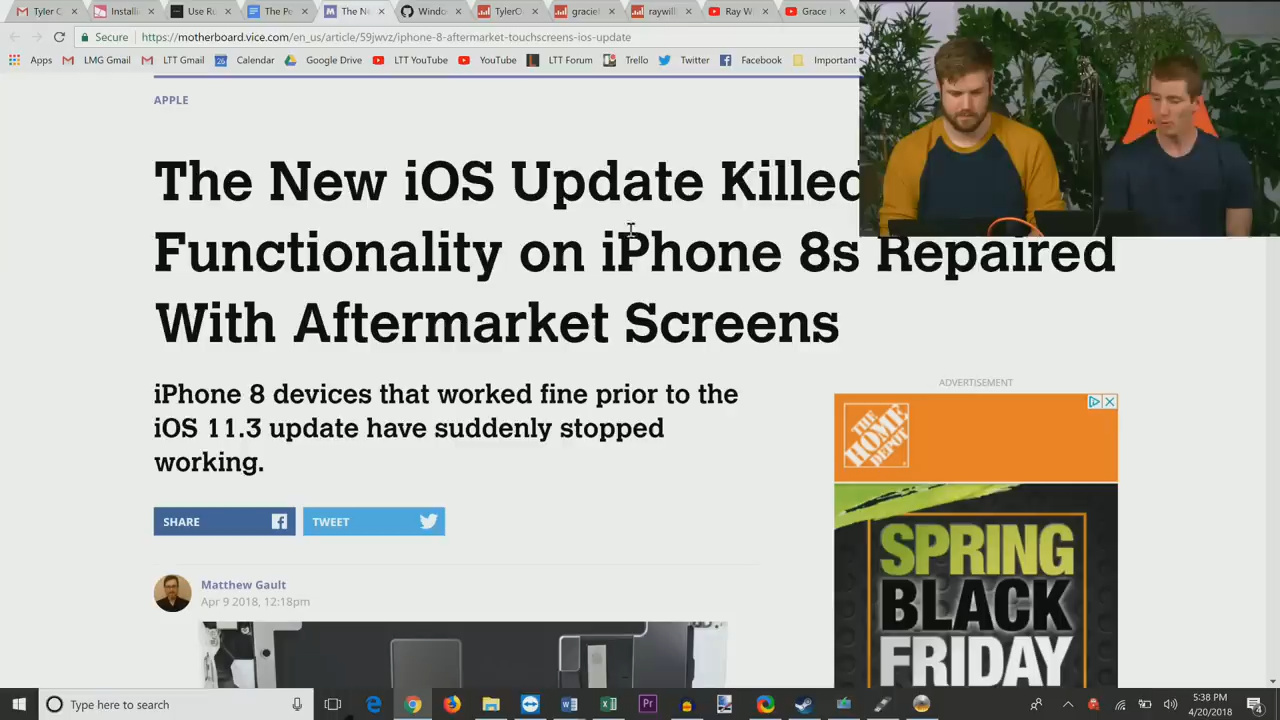 Tyler C
Installi
Use Ru
The Po
The Ne
Windo
TylerO
graciel
raywill
Ray W
Grace
Secure
https://motherboard.vice.com/en_us/article/59jwvz/iphone-8-aftermarket-touchscreens-ios-update
Apps
LMG Gmail
LTT Gmail
Calendar
Google Drive
LTT YouTube
YouTube
LTT Forum
Trello
Twitter
Facebook
Important
APPLE
The New iOS Update Killed
Functionality on iPhone 8s Repaired
With Aftermarket Screens
iPhone 8 devices that worked fine prior to the
iOS 11.3 update have suddenly stopped
working.
ADVERTISEMENT
THE
HOME
DEPOT
SHARE
TWEET
SPRING
BLACK
FRIDAY
Matthew Gault
Apr 9 2018, 12:18pm
Type here to search
5:38 PM
4/20/2018